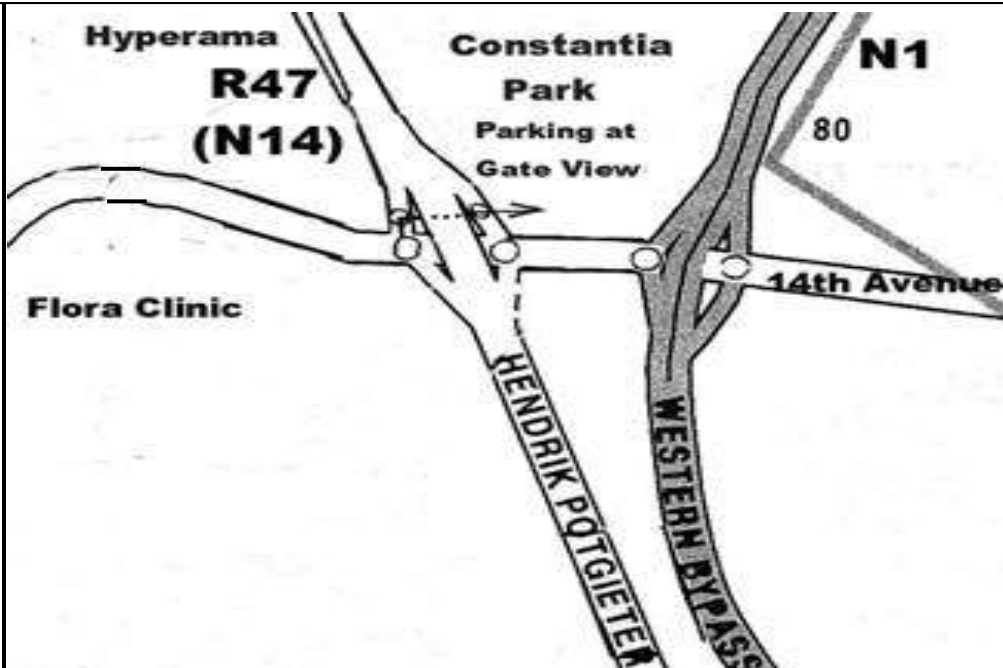 Hyperama
R47
(N14)
Constantia
Park
Parking at
Gate View
N1
80
14th Avenue
Flora Clinic
HENDRIK POTGIETER
WESTERN BYPASS